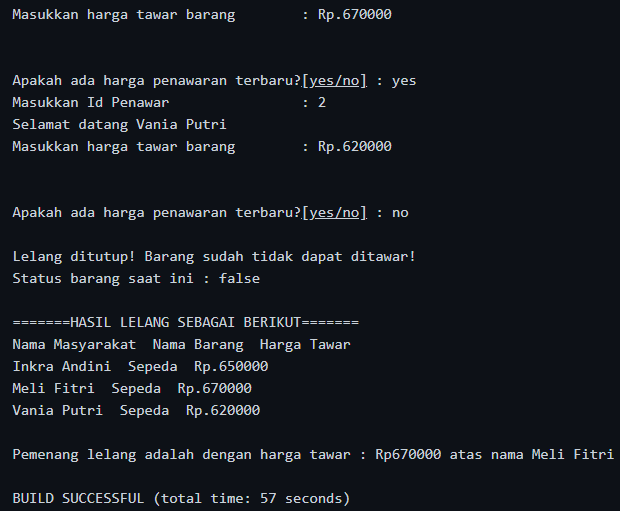 Masukkan harga tawar barang        : Rp.670000
Apakah ada harga penawaran terbaru?[yes/no] : yes
Masukkan Id Penawar                : 2
Selamat datang Vania Putri
Masukkan harga tawar barang        : Rp.620000
Apakah ada harga penawaran terbaru?[yes/no] : no
Lelang ditutup! Barang sudah tidak dapat ditawar!
Status barang saat ini : false
=======HASIL LELANG SEBAGAI BERIKUT=======
Nama Masyarakat  Nama Barang  Harga Tawar
Inkra Andini  Sepeda  Rp.650000
Meli Fitri  Sepeda  Rp.670000
Vania Putri  Sepeda  Rp.620000
Pemenang lelang adalah dengan harga tawar : Rp670000 atas nama Meli Fitri
BUILD SUCCESSFUL (total time: 57 seconds)